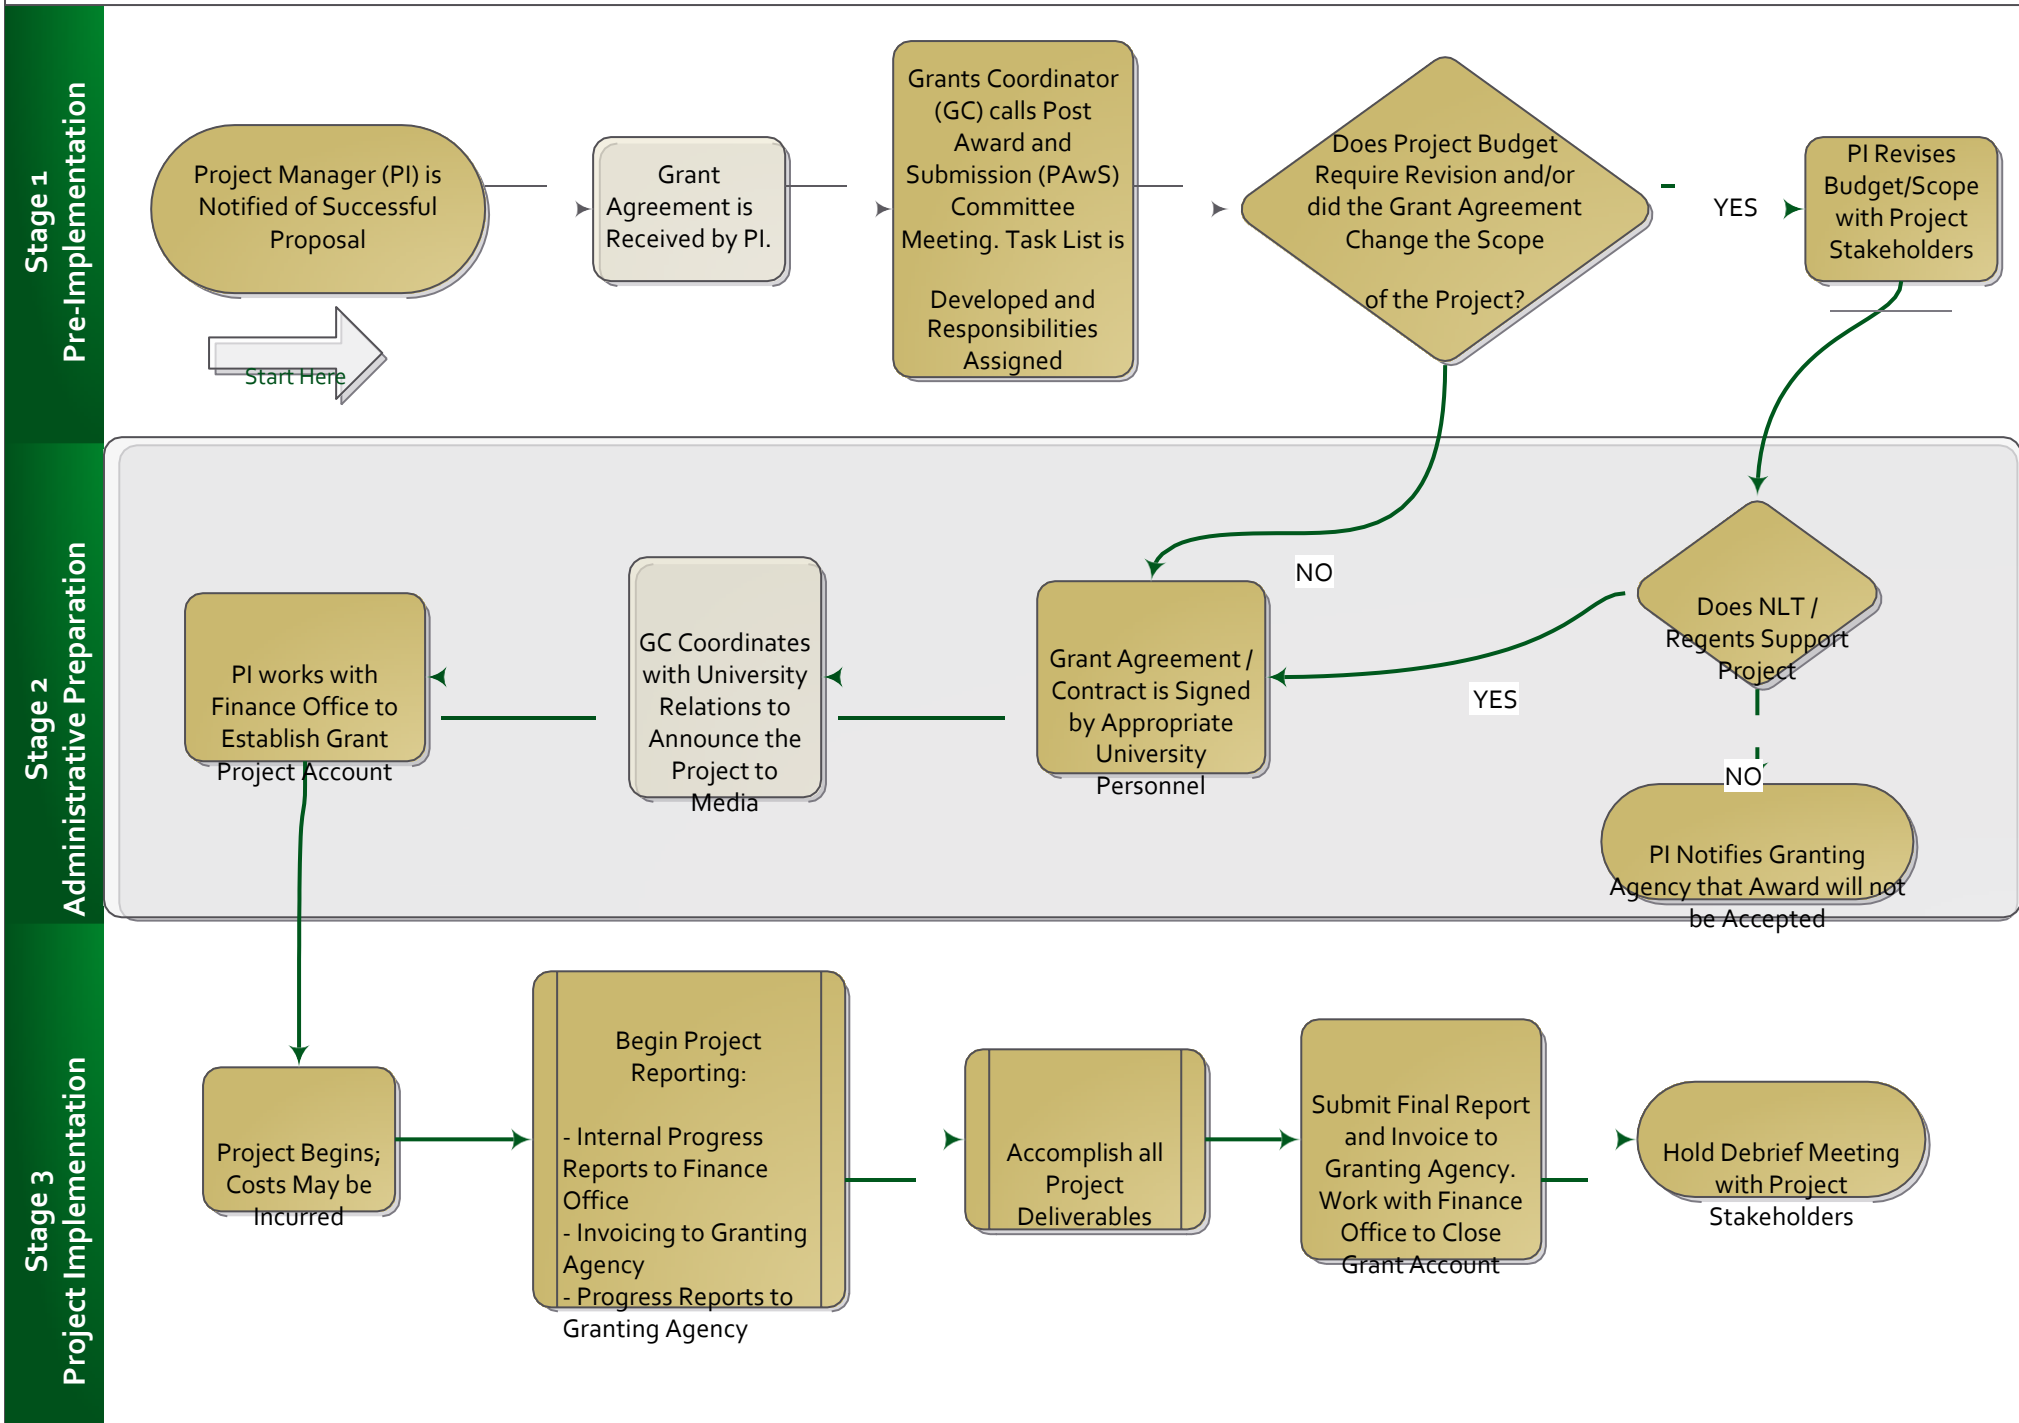 Stage 1
Pre-Implementation
Project Manager (PI) is
Notified of Successful
Proposal
Start Here
Grant
Agreement is
Received by PI.
Grants Coordinator
(GC) calls Post
Award and
Submission (PAwS)
Committee
Meeting. Task List is
Developed and
Responsibilities
Assigned
Does Project Budget
Require Revision and/or
did the Grant Agreement
Change the Scope
of the Project?
YES
PI Revises
Budget/Scope
with Project
Stakeholders
Stage 2
Administrative Preparation
NO
Does NLT /
Regents Support
Project
YES
NO
PI Notifies Granting
Agency that Award will not
be Accepted
Grant Agreement /
Contract is Signed
by Appropriate
University
Personnel
GC Coordinates
with University
Relations to
Announce the
Project to
Media
PI works with
Finance Office to
Establish Grant
Project Account
Stage 3
Project Implementation
Project Begins;
Costs May be
Incurred
Begin Project
Reporting:
- Internal Progress
Reports to Finance
Office
- Invoicing to Granting
Agency
- Progress Reports to
Granting Agency
Accomplish all
Project
Deliverables
Submit Final Report
and Invoice to
Granting Agency.
Work with Finance
Office to Close
Grant Account
Hold Debrief Meeting
with Project
Stakeholders